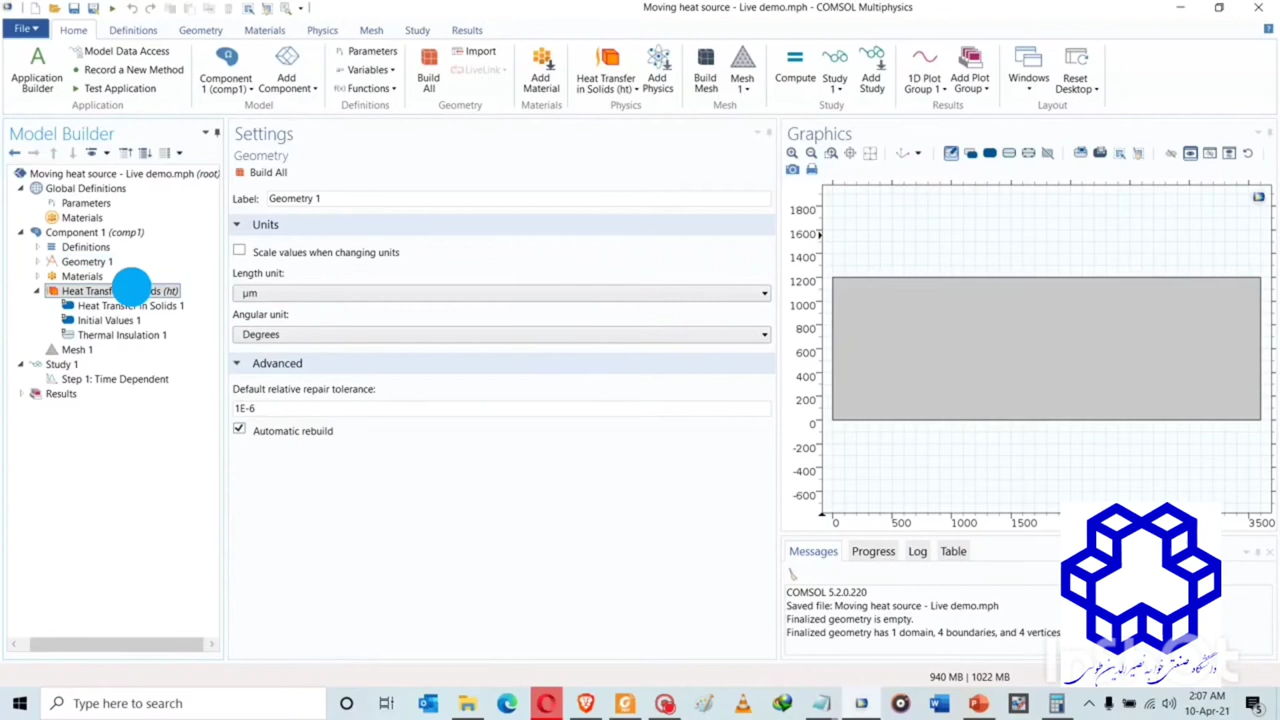 Moving heat source - Live demo.mph - COMSOL Multiphysics
File
Home
Definitions
Geometry
Materials
Physics
Mesh
Study
Results
Application Builder
Model Data Access
Record a New Method
Test Application
Application
Component 1 (comp1)
Add Component
Model
Parameters
Variables
Functions
Definitions
Build All
Import
LiveLink
Geometry
Add Material
Materials
Heat Transfer in Solids (ht)
Add Physics
Physics
Build Mesh
Mesh 1
Mesh
Compute
Study 1
Add Study
Study
1D Plot Group 1
Add Plot Group
Results
Windows
Reset Desktop
Layout
Model Builder
Moving heat source - Live demo.mph (root)
Global Definitions
Parameters
Materials
Component 1 (comp1)
Definitions
Geometry 1
Materials
Heat Transf ds (ht)
Heat Transfer in Solids 1
Initial Values 1
Thermal Insulation 1
Mesh 1
Study 1
Step 1: Time Dependent
Results
Settings
Geometry
Build All
Label: Geometry 1
Units
Scale values when changing units
Length unit:
µm
Angular unit:
Degrees
Advanced
Default relative repair tolerance:
1E-6
Automatic rebuild
Graphics
1800
1600
1400
1200
1000
800
600
400
200
0
-200
-400
-600
0 500 1000 1500 3500
Messages Progress Log Table
COMSOL 5.2.0.220
Saved file: Moving heat source - Live demo.mph
Finalized geometry is empty.
Finalized geometry has 1 domain, 4 boundaries, and 4 vertices
940 MB | 1022 MB
دانشگاه صنعتی خواجه نصیرالدین طوسی
Type here to search
2:07 AM
10-Apr-21
5